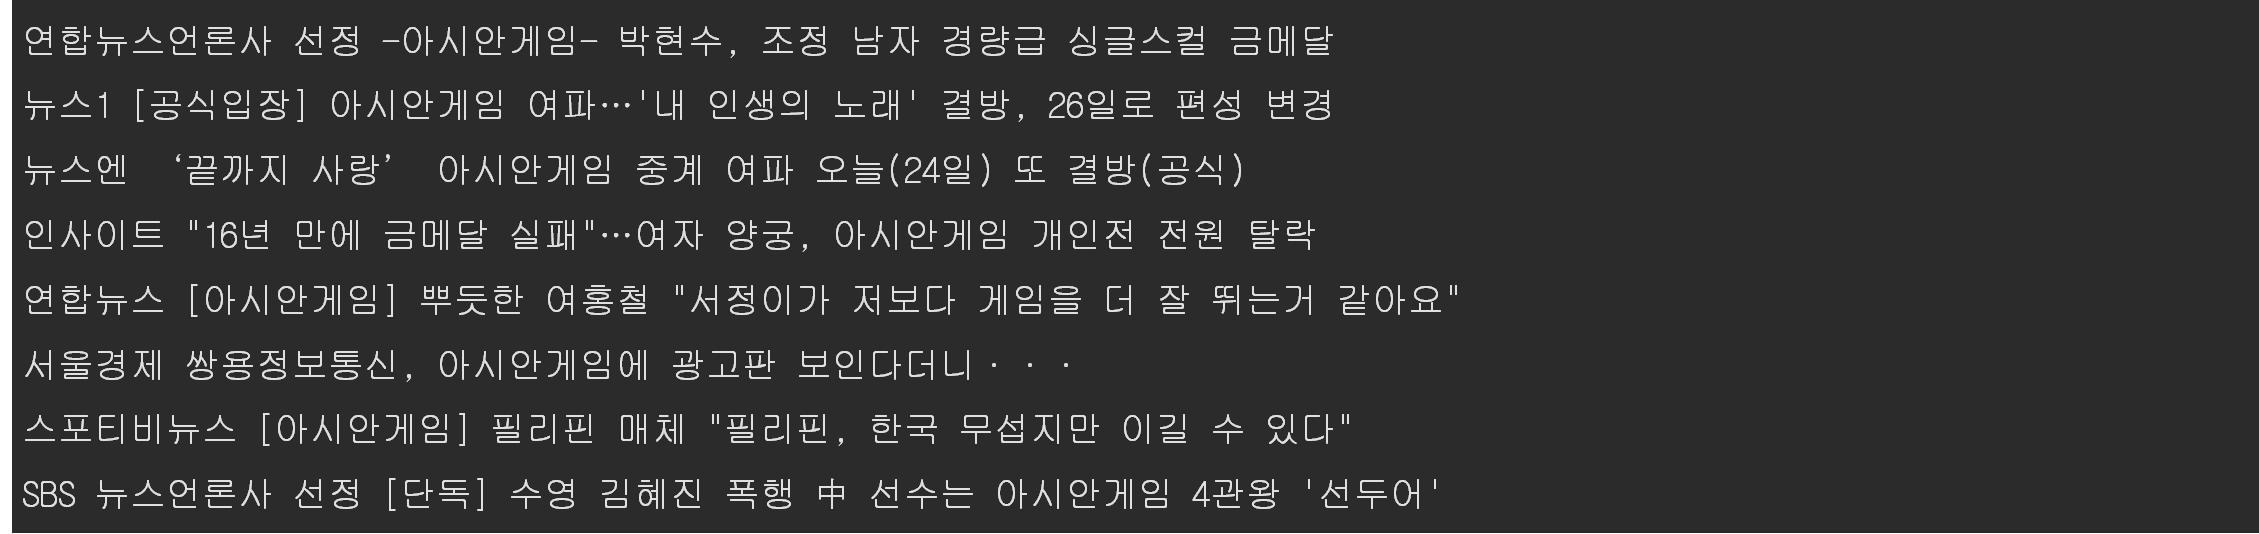 연합뉴스언론사 선정 -아시안게임- 박현수, 조정 남자 경량급 싱글스컬 금메달
뉴스1 [공식입장] 아시안게임 여파…'내 인생의 노래' 결방, 26일로 편성 변경
뉴스엔 ‘끝까지 사랑’ 아시안게임 중계 여파 오늘(24일) 또 결방(공식)
인사이트 "16년 만에 금메달 실패"…여자 양궁, 아시안게임 개인전 전원 탈락
연합뉴스 [아시안게임] 뿌듯한 여홍철 "서정이가 저보다 게임을 더 잘 뛰는거 같아요"
서울경제 쌍용정보통신, 아시안게임에 광고판 보인다더니···
스포티비뉴스 [아시안게임] 필리핀 매체 "필리핀, 한국 무섭지만 이길 수 있다"
SBS 뉴스언론사 선정 [단독] 수영 김혜진 폭행 中 선수는 아시안게임 4관왕 '선두어'